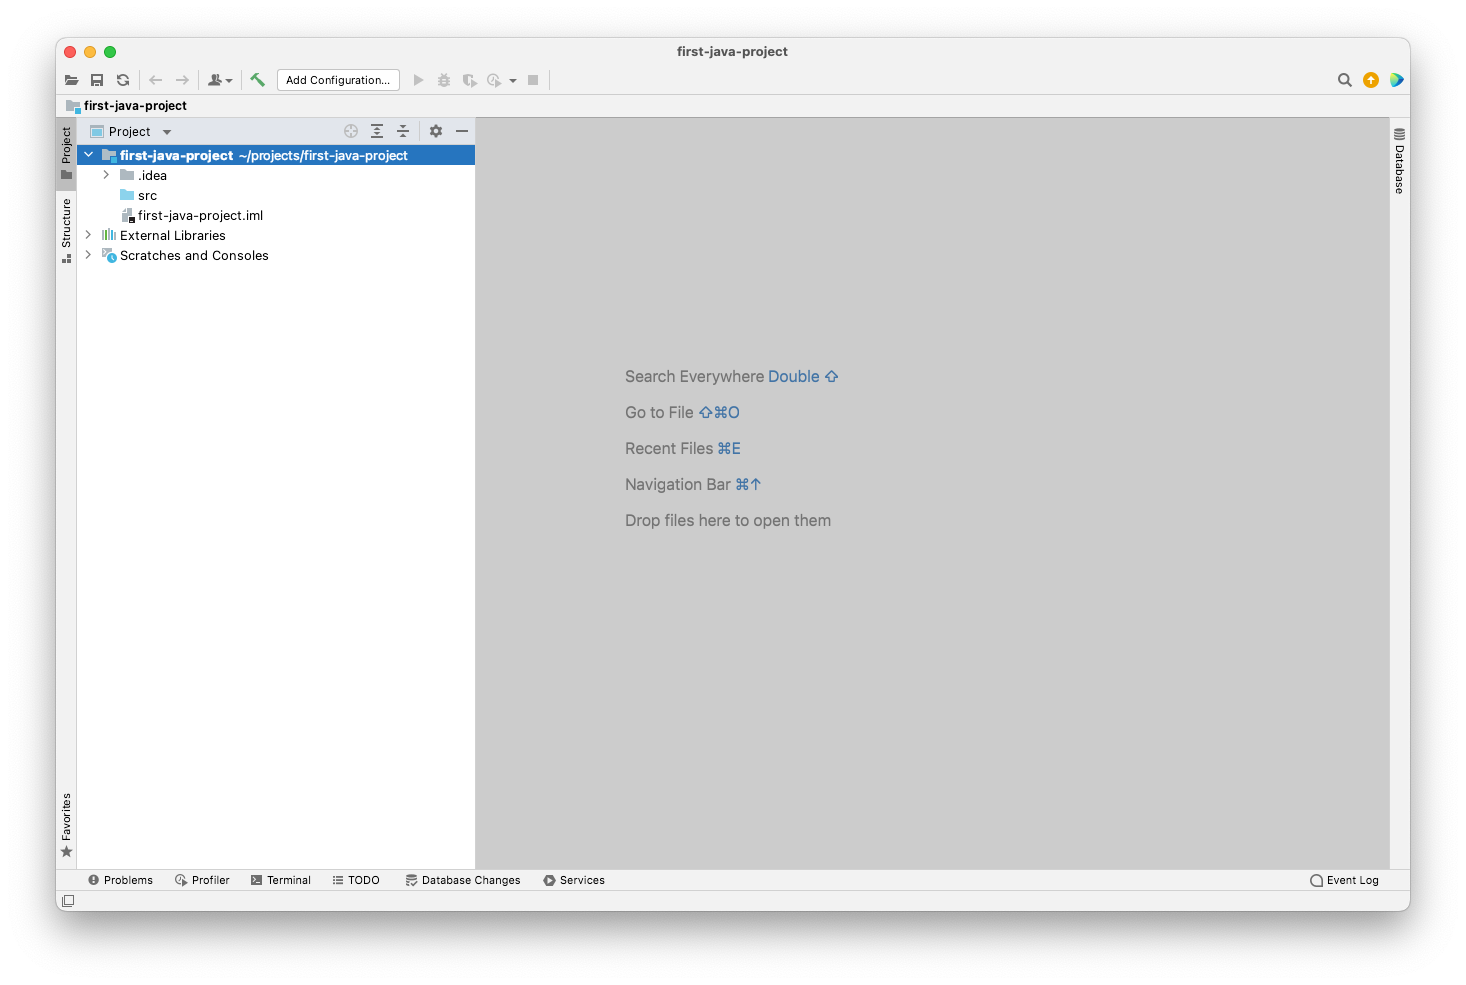 first-java-project
Add Configuration...
first-java-project
Project
Project
first-java-project ~/projects/first-java-project
.idea
src
first-java-project.iml
External Libraries
Scratches and Consoles
Structure
Favorites
Search Everywhere Double ⇧
Go to File ⇧⌘O
Recent Files ⌘E
Navigation Bar ⌘↑
Drop files here to open them
Database
Problems
Profiler
Terminal
TODO
Database Changes
Services
Event Log